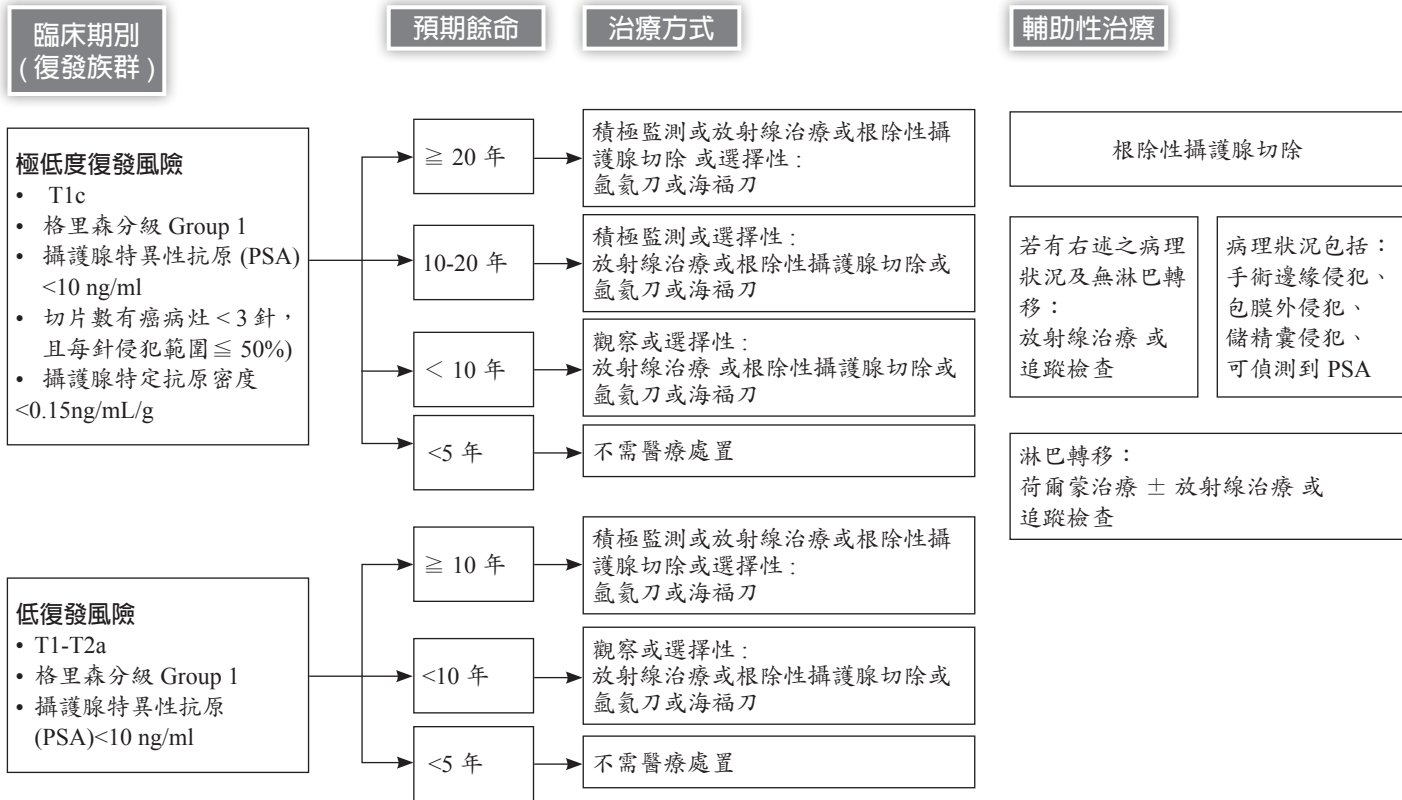 臨床期別
( 復發族群 )
預期餘命
治療方式
輔助性治療
極低度復發風險
• T1c
• 格里森分級 Group 1
• 攝護腺特異性抗原 (PSA)
<10 ng/ml
• 切片數有癌病灶 < 3 針，
且每針侵犯範圍≦ 50%)
• 攝護腺特定抗原密度
<0.15ng/mL/g
≧ 20 年
積極監測或放射線治療或根除性攝
護腺切除 或選擇性 :
氬氦刀或海福刀
10-20 年
積極監測或選擇性 :
放射線治療或根除性攝護腺切除或
氬氦刀或海福刀
< 10 年
觀察或選擇性 :
放射線治療 或根除性攝護腺切除或
氬氦刀或海福刀
<5 年
不需醫療處置
根除性攝護腺切除
若有右述之病理
狀況及無淋巴轉
移：
放射線治療 或
追蹤檢查
病理狀況包括：
手術邊緣侵犯、
包膜外侵犯、
儲精囊侵犯、
可偵測到 PSA
淋巴轉移：
荷爾蒙治療 ± 放射線治療 或
追蹤檢查
低復發風險
• T1-T2a
• 格里森分級 Group 1
• 攝護腺特異性抗原
(PSA)<10 ng/ml
≧ 10 年
積極監測或放射線治療或根除性攝
護腺切除或選擇性 :
氬氦刀或海福刀
<10 年
觀察或選擇性 :
放射線治療或根除性攝護腺切除或
氬氦刀或海福刀
<5 年
不需醫療處置